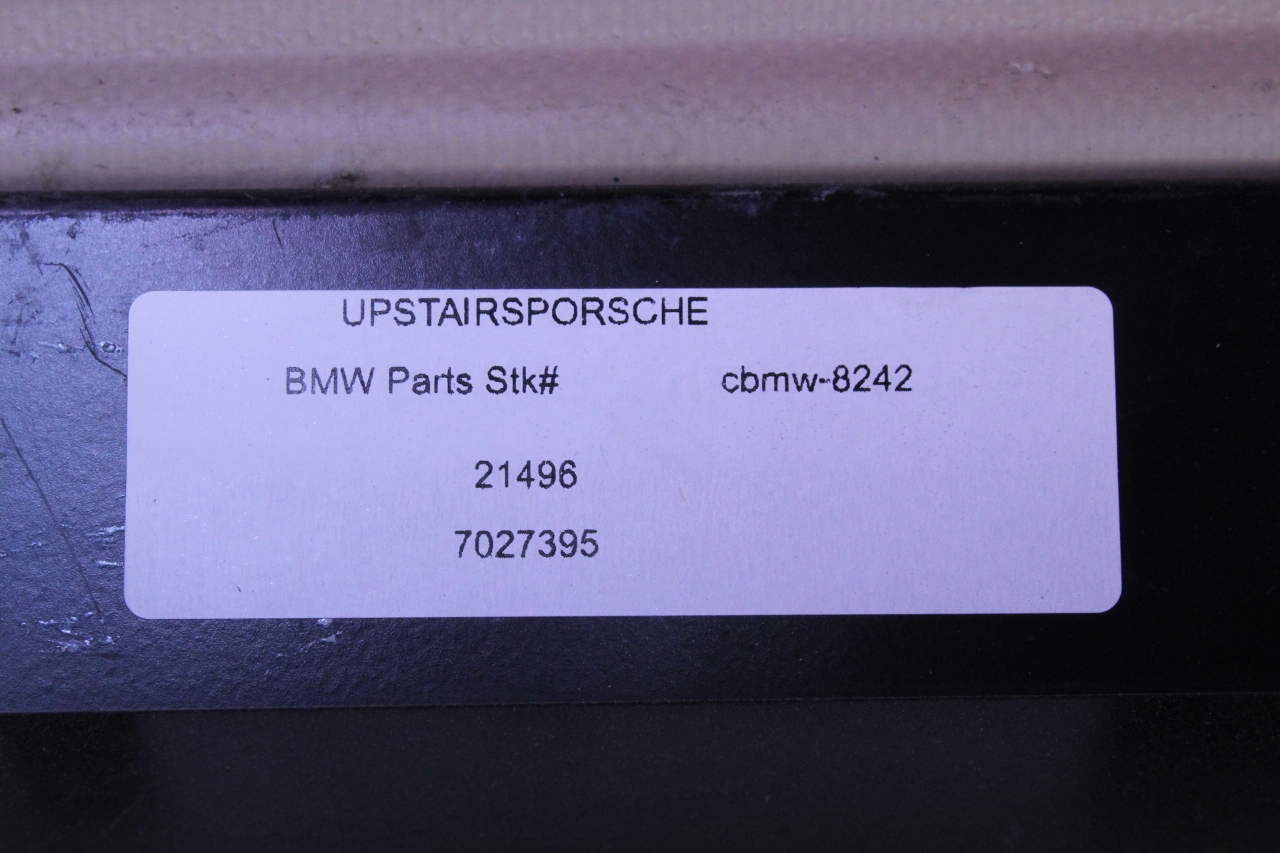 UPSTAIRSPORSCHE
BMW Parts Stk# cbmw-8242
21496
7027395